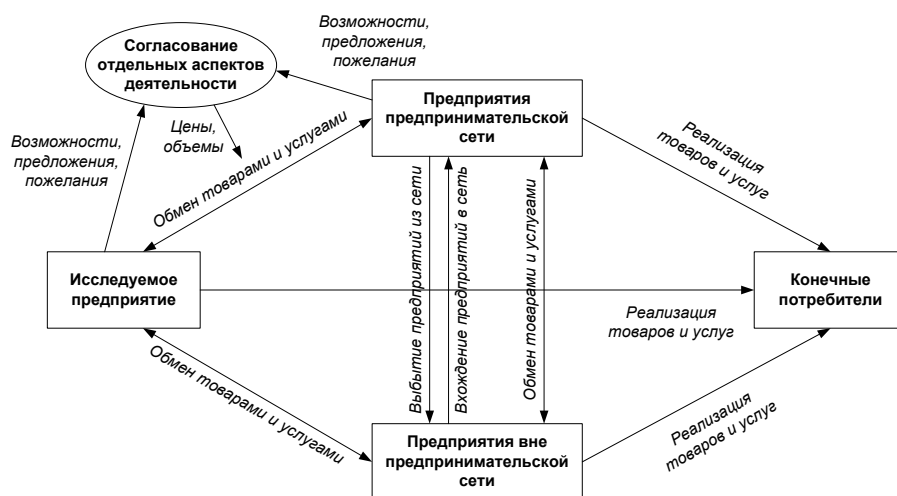 Возможности,
предложения,
пожелания
Согласование
отдельных аспектов
деятельности
Предприятия
предпринимательской
сети
Цены,
объемы
Возможности,
предложения,
пожелания
Обмен товарами и услугами
Реализация
товаров и услуг
Выбытие предприятий из сети
Вхождение предприятий в сеть
Обмен товарами и услугами
Исследуемое
предприятие
Конечные
потребители
Реализация
товаров и услуг
Обмен товарами и услугами
Реализация
товаров и услуг
Предприятия вне
предпринимательской
сети